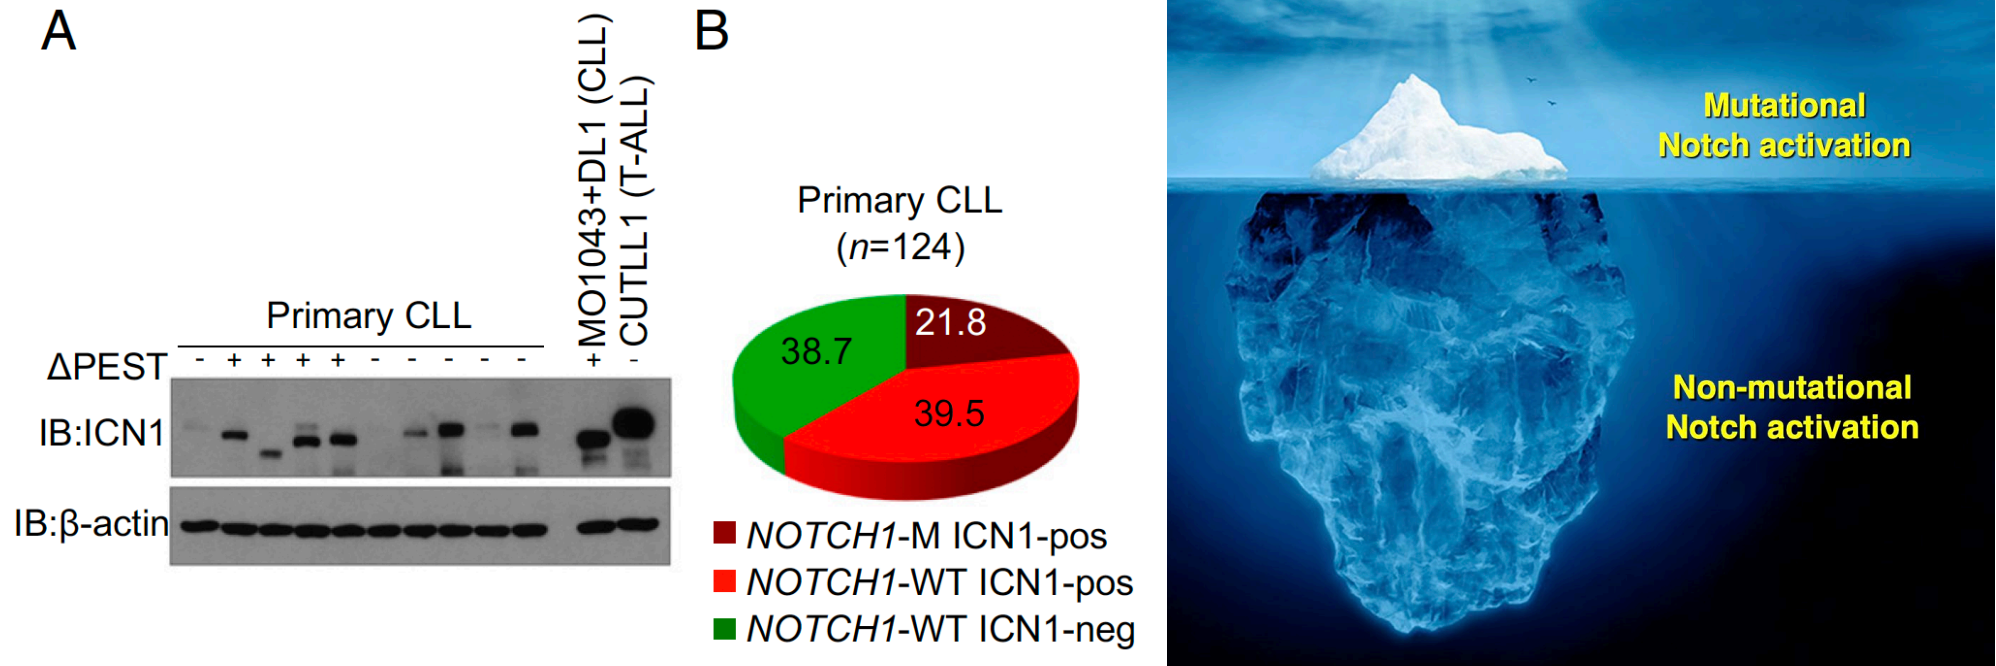 A
MO1043+DL1 (CLL)
CUTLL1 (T-ALL)
Primary CLL
ΔPEST - + + + + - - - - - + -
IB:ICN1
IB:β-actin
B
Primary CLL
(n=124)
21.8
38.7
39.5
NOTCH1-M ICN1-pos
NOTCH1-WT ICN1-pos
NOTCH1-WT ICN1-neg
Mutational
Notch activation
Non-mutational
Notch activation